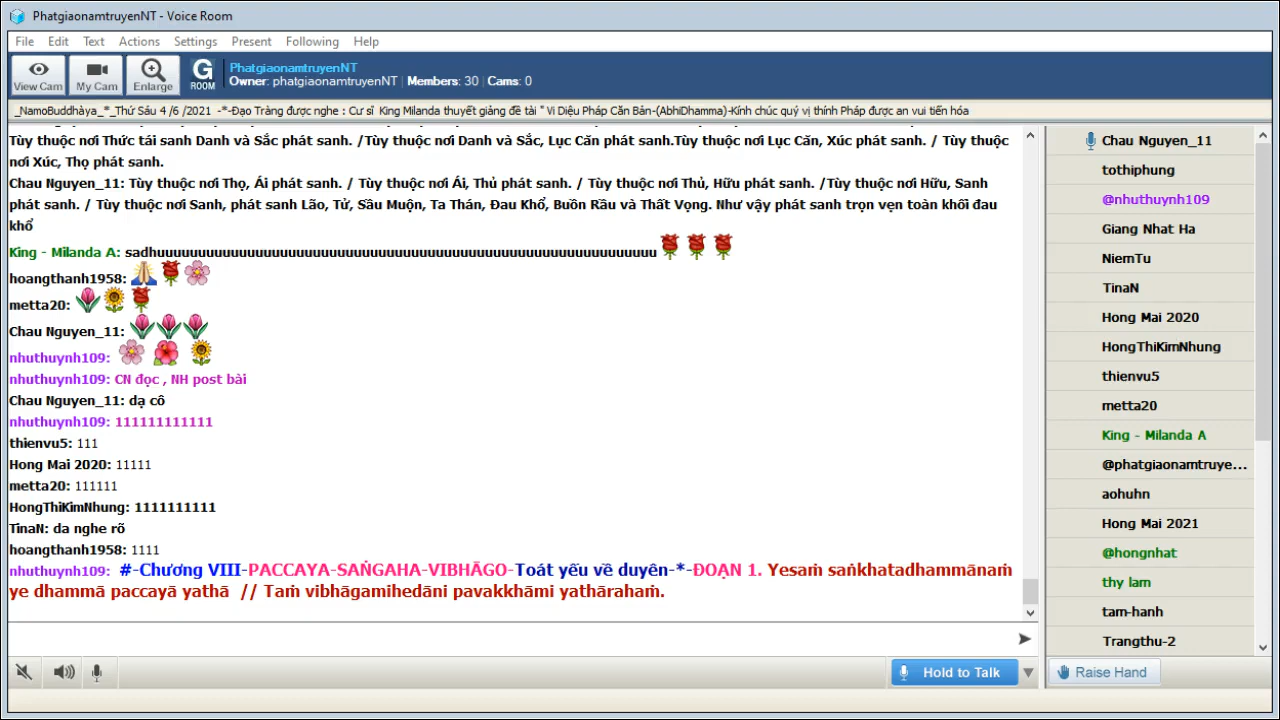 PhatgiaonamtruyenNT - Voice Room
File Edit Text Actions Settings Present Following Help
View Cam
My Cam
Enlarge
G
ROOM
PhatgiaonamtruyenNT
Owner: phatgiaonamtruyenNT | Members: 30 | Cams: 0
_NamoBuddhàya_*_Thứ Sáu 4 /6 /2021 -*-Đạo Tràng được nghe : Cư sĩ King Milanda thuyết giảng đề tài " Vi Diệu Pháp Căn Bản-(AbhiDhamma)-Kính chúc quý vị thính Pháp được an vui tiến hóa
Tùy thuộc nơi Thức tái sanh Danh và Sắc phát sanh. /Tùy thuộc nơi Danh và Sắc, Lục Căn phát sanh.Tùy thuộc nơi Lục Căn, Xúc phát sanh. / Tùy thuộc
nơi Xúc, Thọ phát sanh.
Chau Nguyen_11: Tùy thuộc nơi Thọ, Ái phát sanh. / Tùy thuộc nơi Ái, Thủ phát sanh. / Tùy thuộc nơi Thủ, Hữu phát sanh. /Tùy thuộc nơi Hữu, Sanh
phát sanh. / Tùy thuộc nơi Sanh, phát sanh Lão, Tử, Sầu Muộn, Ta Thán, Đau Khổ, Buồn Rầu và Thất Vọng. Như vậy phát sanh trọn vẹn toàn khối đau
khổ
King - Milanda A: sadhuuuuuuuuuuuuuuuuuuuuuuuuuuuuuuuuuuuuuuuuuuuuuuuuuuuuuuuuuuuu
hoangthanh1958:
metta20:
Chau Nguyen_11:
nhuthuynh109:
nhuthuynh109: CN đọc , NH post bài
Chau Nguyen_11: dạ cô
nhuthuynh109: 111111111111
thienvu5: 111
Hong Mai 2020: 11111
metta20: 111111
HongThiKimNhung: 1111111111
TinaN: da nghe rõ
hoangthanh1958: 1111
nhuthuynh109: #-Chương VIII-PACCAYA-SAṄGAHA-VIBHĀGO-Toát yếu về duyên-*-ĐOẠN 1. Yesaṁ saṅkhatadhammānaṁ
ye dhammā paccayā yathā // Taṁ vibhāgamihedāni pavakkhāmi yathārahaṁ.
Hold to Talk
Chau Nguyen_11
tothiphung
@nhuthuynh109
Giang Nhat Ha
NiemTu
TinaN
Hong Mai 2020
HongThiKimNhung
thienvu5
metta20
King - Milanda A
@phatgiaonamtruye...
aohuhn
Hong Mai 2021
@hongnhat
thy lam
tam-hanh
Trangthu-2
Raise Hand